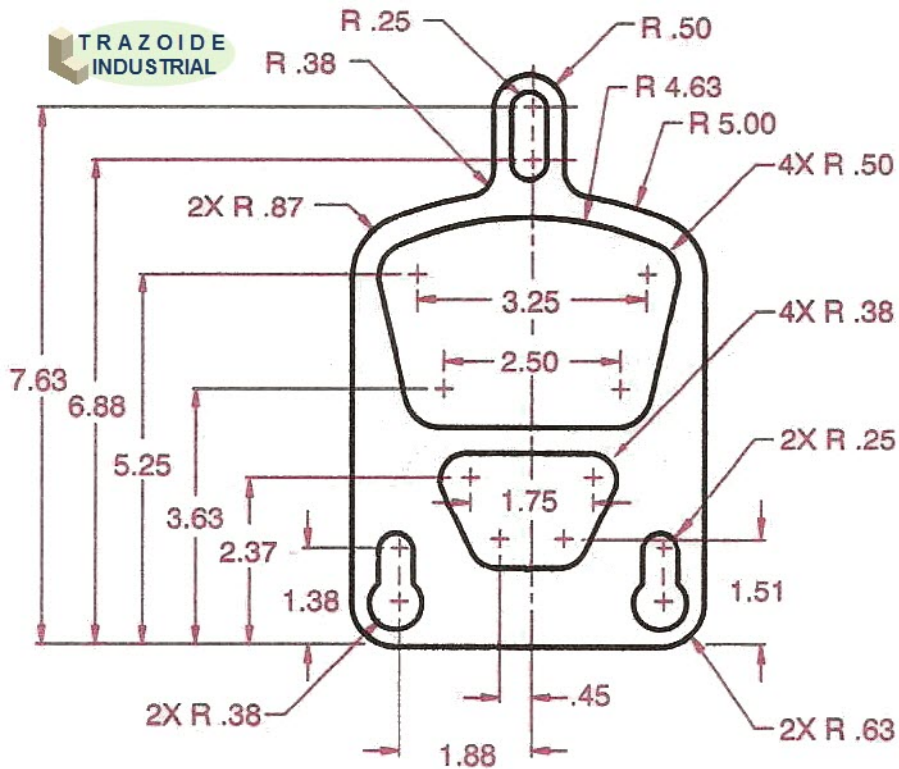 TRAZOIDE
INDUSTRIAL
R .25
R .50
R .38
R 4.63
R 5.00
4X R .50
2X R .87
3.25
4X R .38
2.50
7.63
6.88
5.25
2X R .25
3.63
1.75
2.37
1.38
1.51
.45
2X R .38
2X R .63
1.88